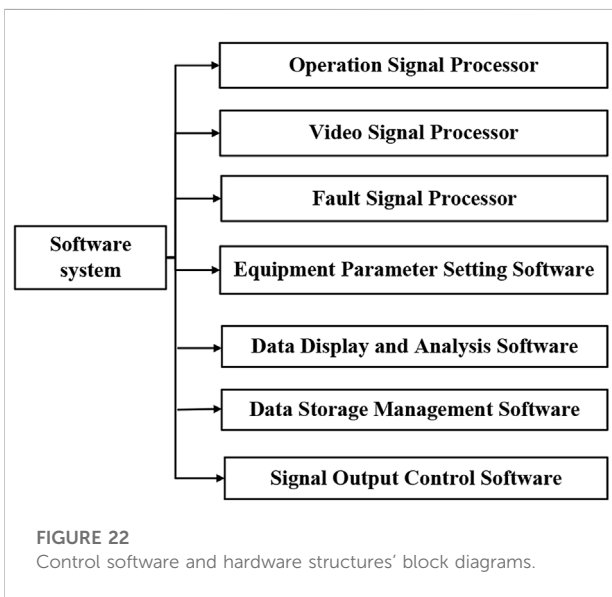 Operation Signal Processor
Video Signal Processor
Fault Signal Processor
Software
system
Equipment Parameter Setting Software
Data Display and Analysis Software
Data Storage Management Software
Signal Output Control Software
FIGURE 22
Control software and hardware structures’ block diagrams.